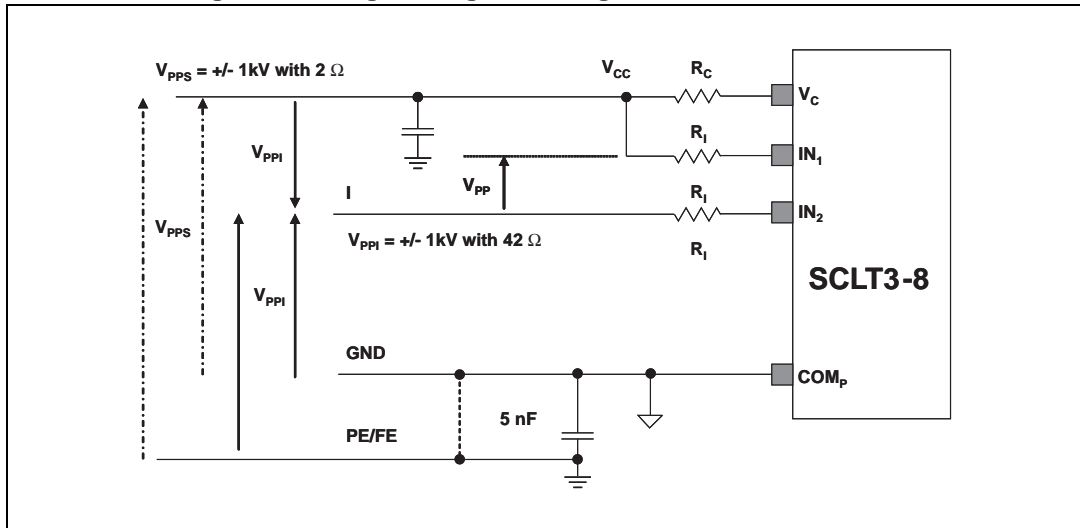 V_PPS = +/- 1kV with 2 Ω
V_CC
R_C
V_C
V_PPI
R_I
IN_1
V_PP
I
R_I
IN_2
V_PPS
V_PPI = +/- 1kV with 42 Ω
R_I
SCLT3-8
V_PPI
GND
COM_P
5 nF
PE/FE